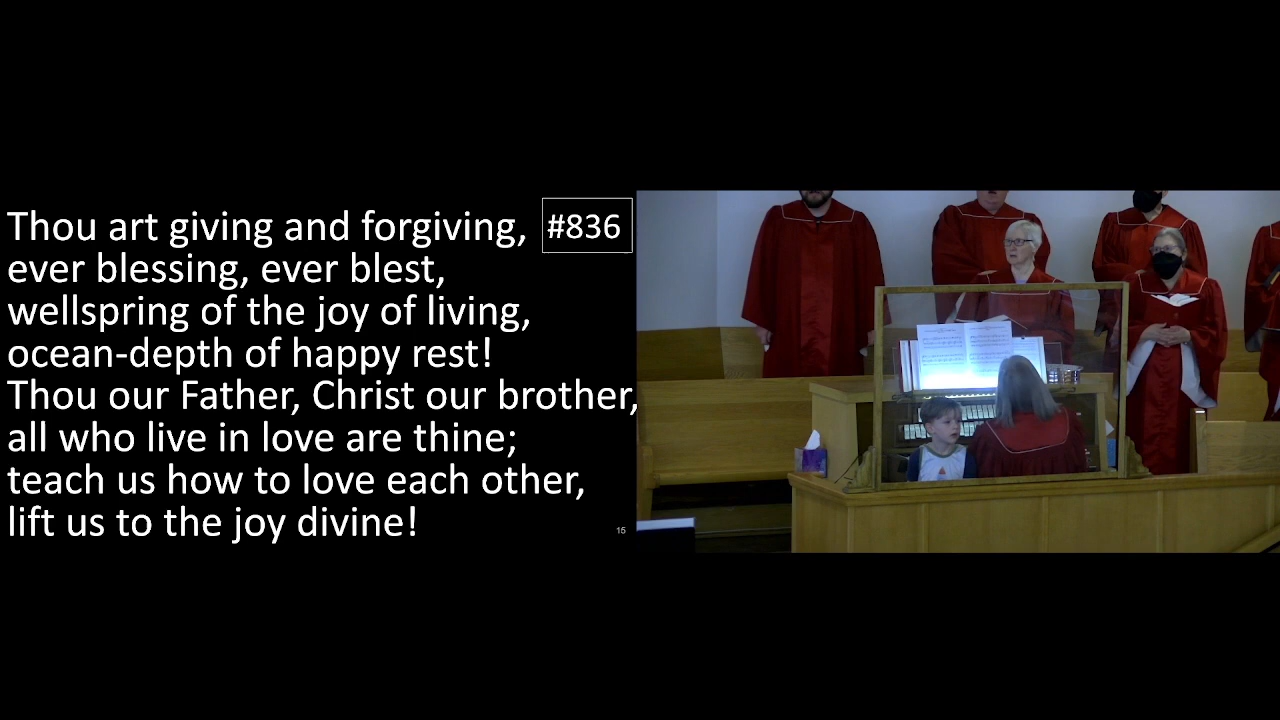 Thou art giving and forgiving,
#836
ever blessing, ever blest,
wellspring of the joy of living,
ocean-depth of happy rest!
Thou our Father, Christ our brother,
all who live in love are thine;
teach us how to love each other,
lift us to the joy divine!
15